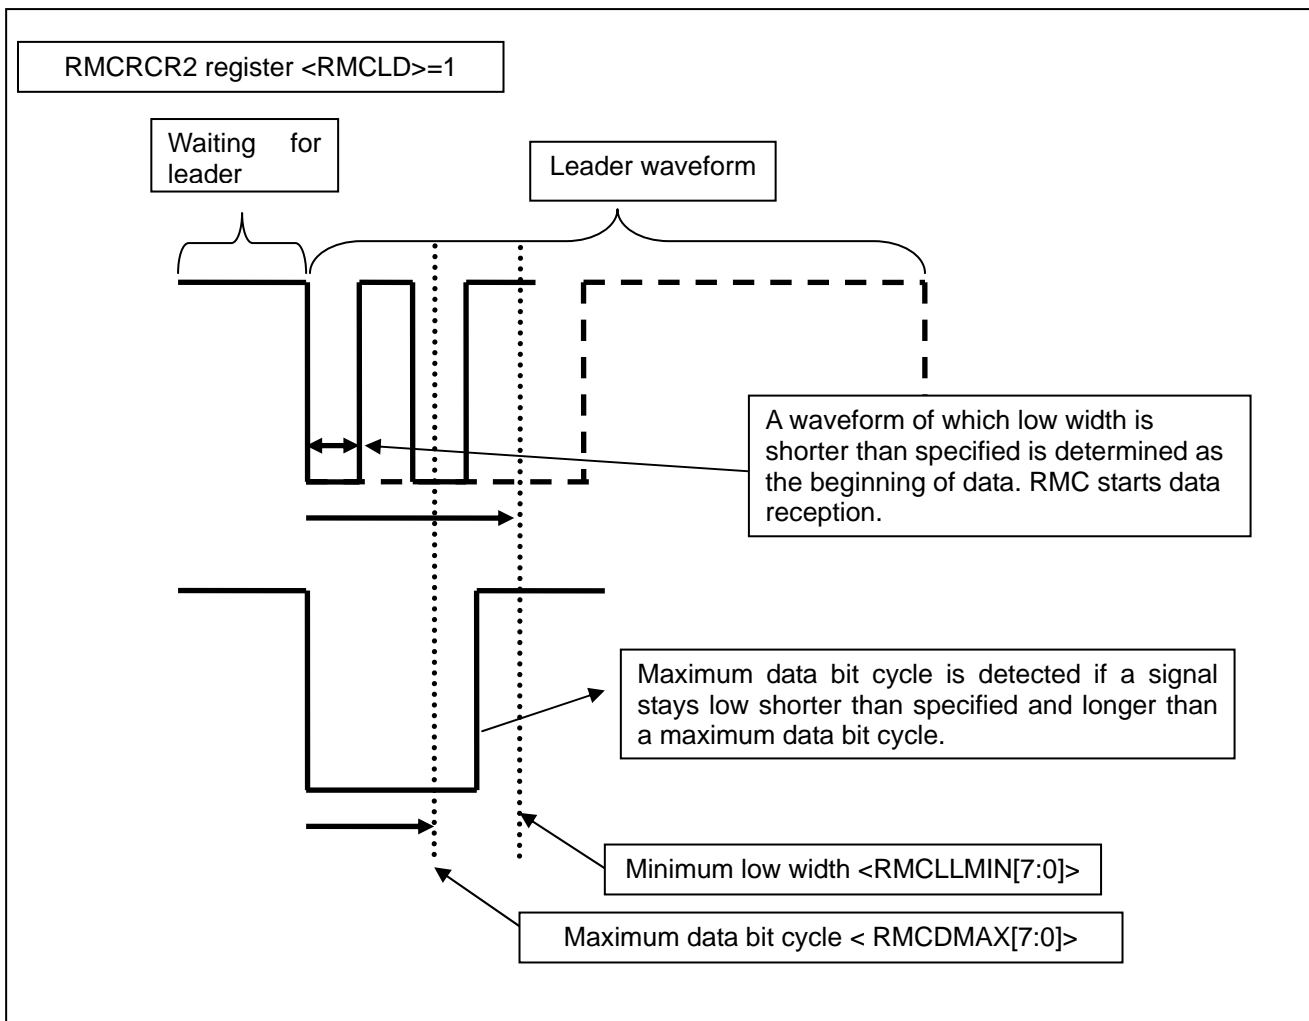 RMCRCR2 register <RMCLD>=1
Waiting for
leader
Leader waveform
A waveform of which low width is
shorter than specified is determined as
the beginning of data. RMC starts data
reception.
Maximum data bit cycle is detected if a signal
stays low shorter than specified and longer than
a maximum data bit cycle.
Minimum low width <RMCLLMIN[7:0]>
Maximum data bit cycle < RMCDMAX[7:0]>